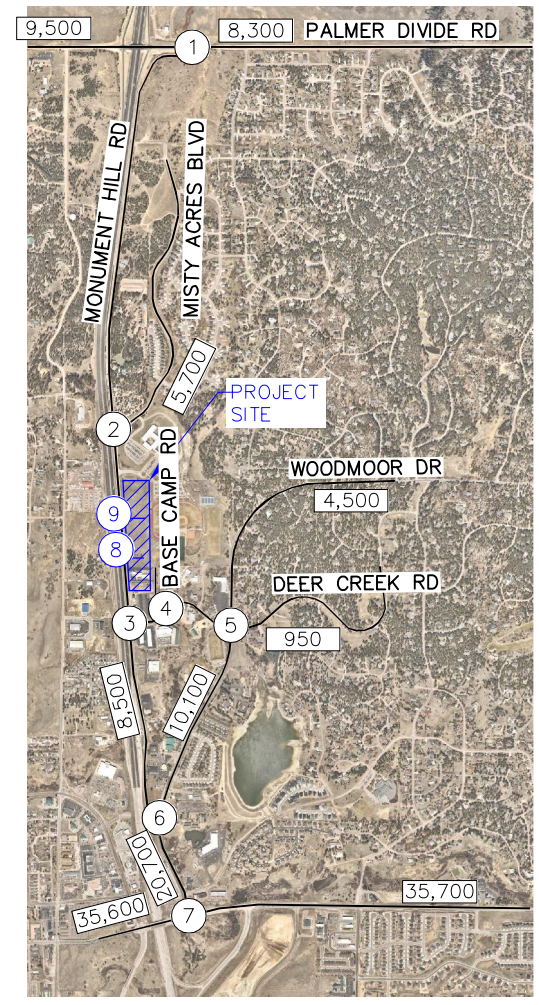 9,500
8,300
PALMER DIVIDE RD
1
MONUMENT HILL RD
MISTY ACRES BLVD
5,700
PROJECT
SITE
2
BASE CAMP RD
WOODMOOR DR
4,500
9
8
DEER CREEK RD
4
3
5
950
8,500
10,100
6
20,700
35,700
35,600
7